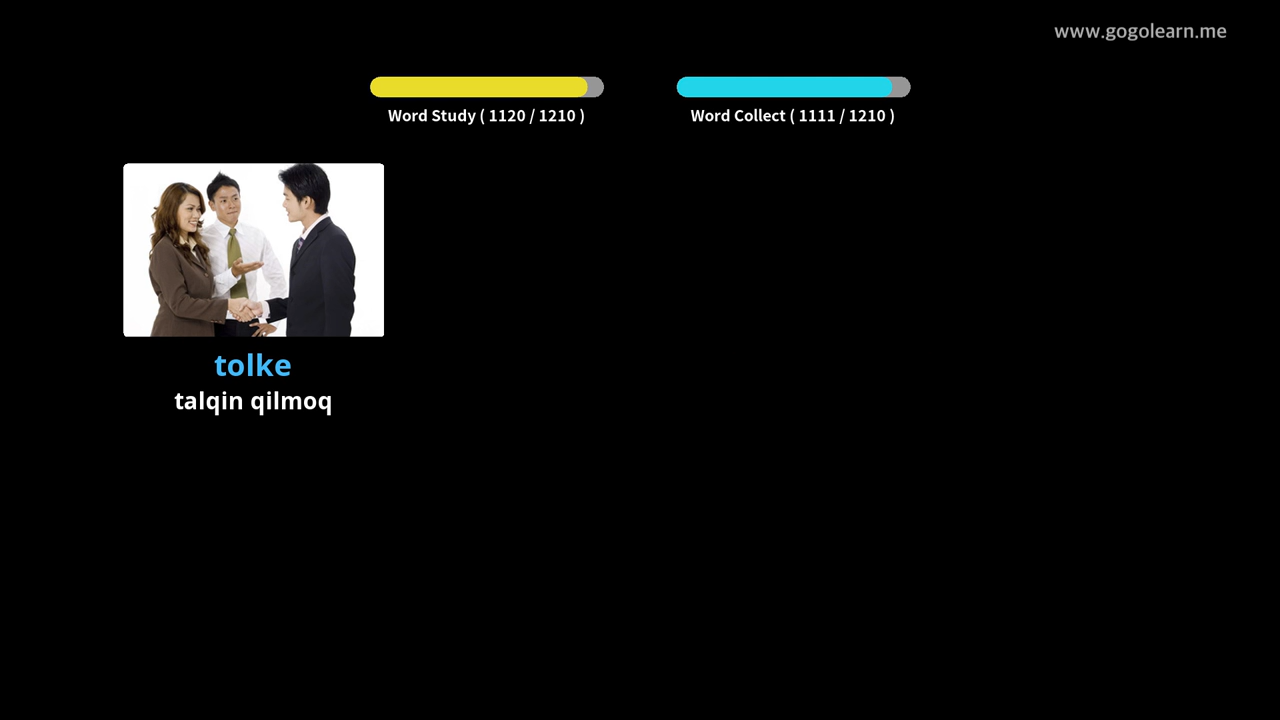 www.gogolearn.me
Word Study ( 1120 / 1210 )
Word Collect ( 1111 / 1210 )
tolke
talqin qilmoq